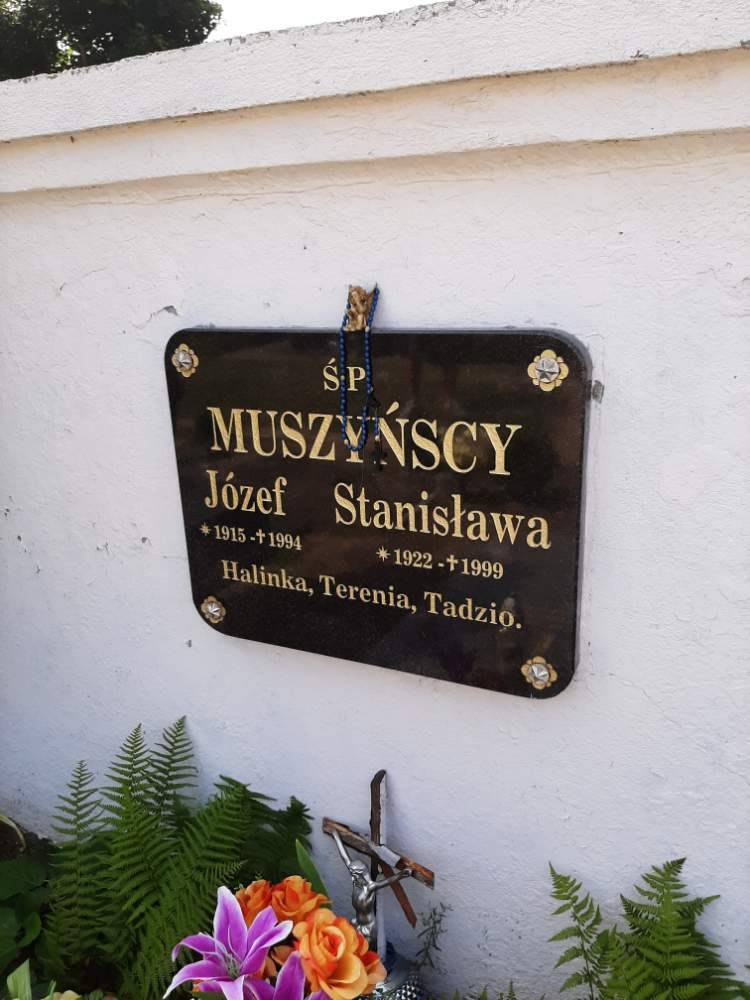 Ś.P.
MUSZYŃSCY
Józef Stanisława
*1915 -✝1994 *1922 -✝1999
Halinka, Terenia, Tadzio.